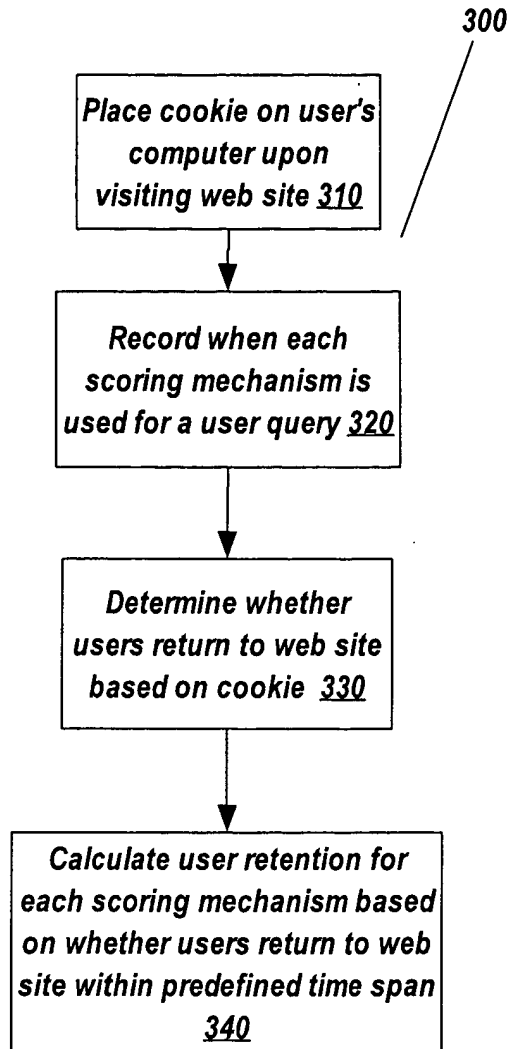 300
Place cookie on user's
computer upon
visiting web site 310
Record when each
scoring mechanism is
used for a user query 320
Determine whether
users return to web site
based on cookie 330
Calculate user retention for
each scoring mechanism based
on whether users return to web
site within predefined time span
340